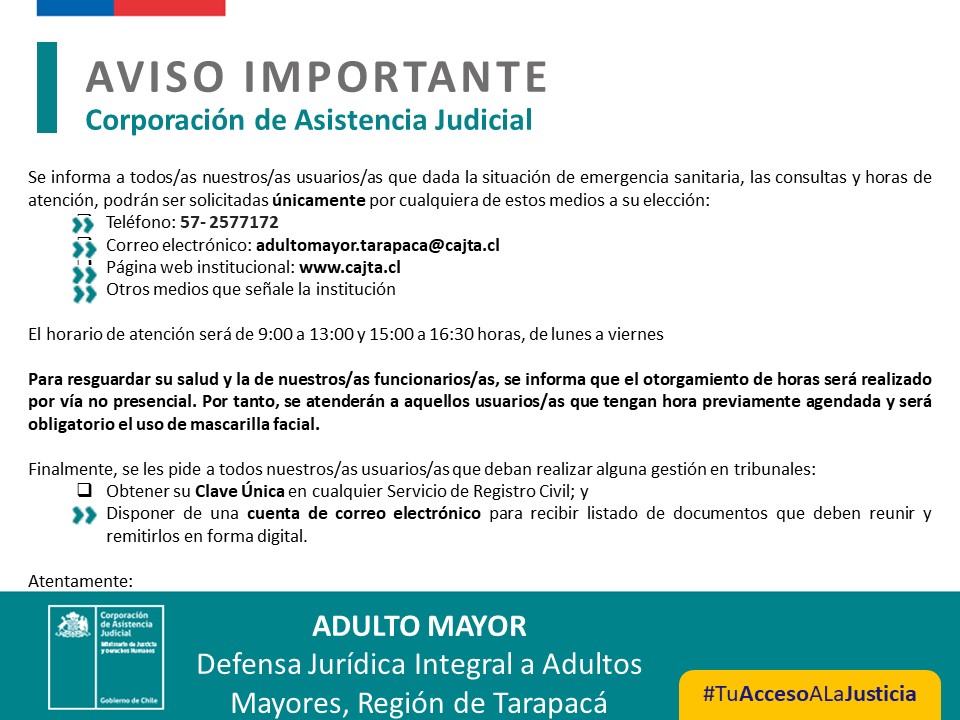 AVISO IMPORTANTE
Corporación de Asistencia Judicial
Se informa a todos/as nuestros/as usuarios/as que dada la situación de emergencia sanitaria, las consultas y horas de
atención, podrán ser solicitadas únicamente por cualquiera de estos medios a su elección:
Teléfono: 57- 2577172
Correo electrónico: adultomayor.tarapaca@cajta.cl
Página web institucional: www.cajta.cl
Otros medios que señale la institución
El horario de atención será de 9:00 a 13:00 y 15:00 a 16:30 horas, de lunes a viernes
Para resguardar su salud y la de nuestros/as funcionarios/as, se informa que el otorgamiento de horas será realizado
por vía no presencial. Por tanto, se atenderán a aquellos usuarios/as que tengan hora previamente agendada y será
obligatorio el uso de mascarilla facial.
Finalmente, se les pide a todos nuestros/as usuarios/as que deban realizar alguna gestión en tribunales:
Obtener su Clave Única en cualquier Servicio de Registro Civil; y
Disponer de una cuenta de correo electrónico para recibir listado de documentos que deben reunir y
remitirlos en forma digital.
Atentamente:
Corporación
de Asistencia
Judicial
Ministerio de Justicia
y Derechos Humanos
Gobierno de Chile
ADULTO MAYOR
Defensa Jurídica Integral a Adultos
Mayores, Región de Tarapacá
#TuAccesoALaJusticia